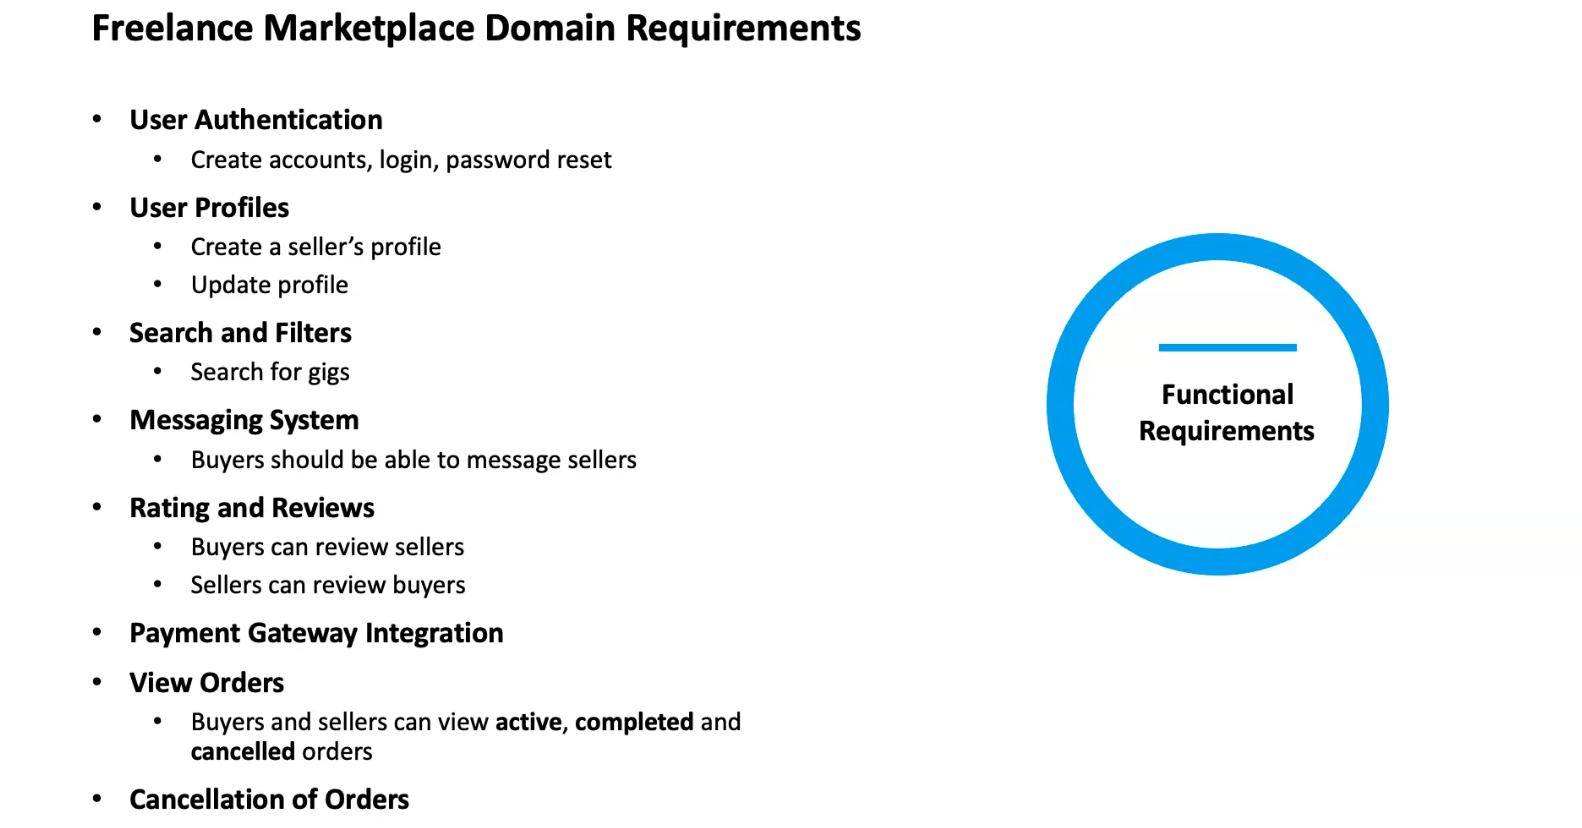 Freelance Marketplace Domain Requirements
• User Authentication
• Create accounts, login, password reset
• User Profiles
• Create a seller’s profile
• Update profile
• Search and Filters
• Search for gigs
• Messaging System
• Buyers should be able to message sellers
• Rating and Reviews
• Buyers can review sellers
• Sellers can review buyers
• Payment Gateway Integration
• View Orders
• Buyers and sellers can view active, completed and
cancelled orders
• Cancellation of Orders
Functional
Requirements